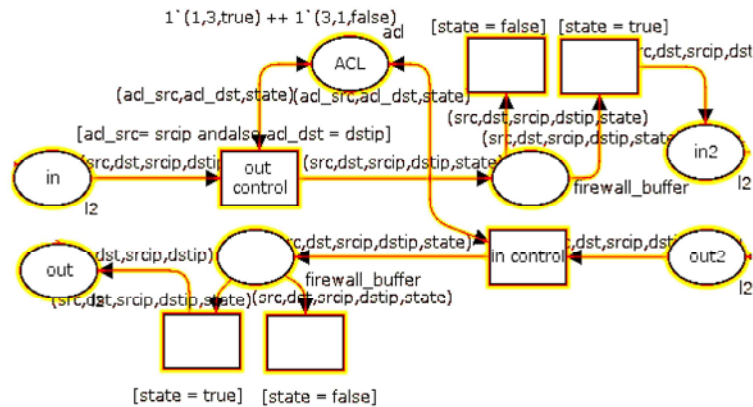 1`(1,3,true) ++ 1`(3,1,false)
acl
[state = false]
[state = true]
ACL
src,dst,srcip,dst
(acl_src,acl_dst,state)
(acl_src,acl_dst,state)
(src,dst,srcip,dstip,state)
[acl_src= srcip andalso acl_dst = dstip]
(src,dst,srcip,dstip,state
in
(src,dst,srcip,dstip
out
control
(src,dst,srcip,dstip,state)
in2
firewall_buffer
l2
l2
out
dst,srcip,dstip)
rc,dst,srcip,dstip,state)
in control
rc,dst,srcip,dsti
out2
firewall_buffer
(src,dst,srcip,dstip,state)
(src,dst,srcip,dstip,state)
l2
[state = true]
[state = false]